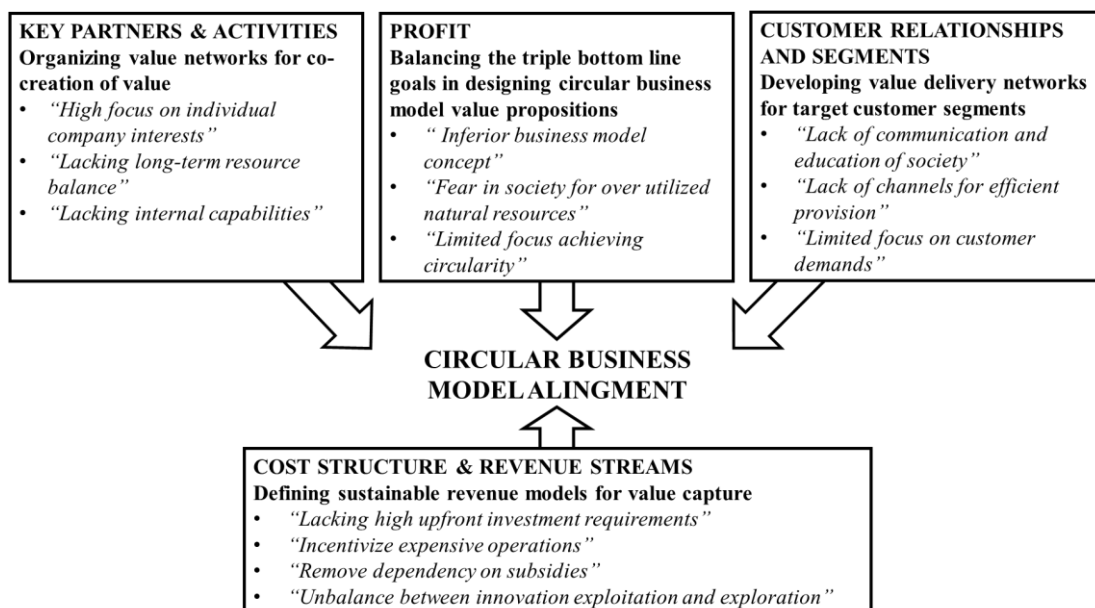 KEY PARTNERS & ACTIVITIES
Organizing value networks for co-
creation of value
• “High focus on individual
company interests”
• “Lacking long-term resource
balance”
• “Lacking internal capabilities”
PROFIT
Balancing the triple bottom line
goals in designing circular business
model value propositions
• “ Inferior business model
concept”
• “Fear in society for over utilized
natural resources”
• “Limited focus achieving
circularity”
CUSTOMER RELATIONSHIPS
AND SEGMENTS
Developing value delivery networks
for target customer segments
• “Lack of communication and
education of society”
• “Lack of channels for efficient
provision”
• “Limited focus on customer
demands”
CIRCULAR BUSINESS
MODEL ALINGMENT
COST STRUCTURE & REVENUE STREAMS
Defining sustainable revenue models for value capture
• “Lacking high upfront investment requirements”
• “Incentivize expensive operations”
• “Remove dependency on subsidies”
• “Unbalance between innovation exploitation and exploration”